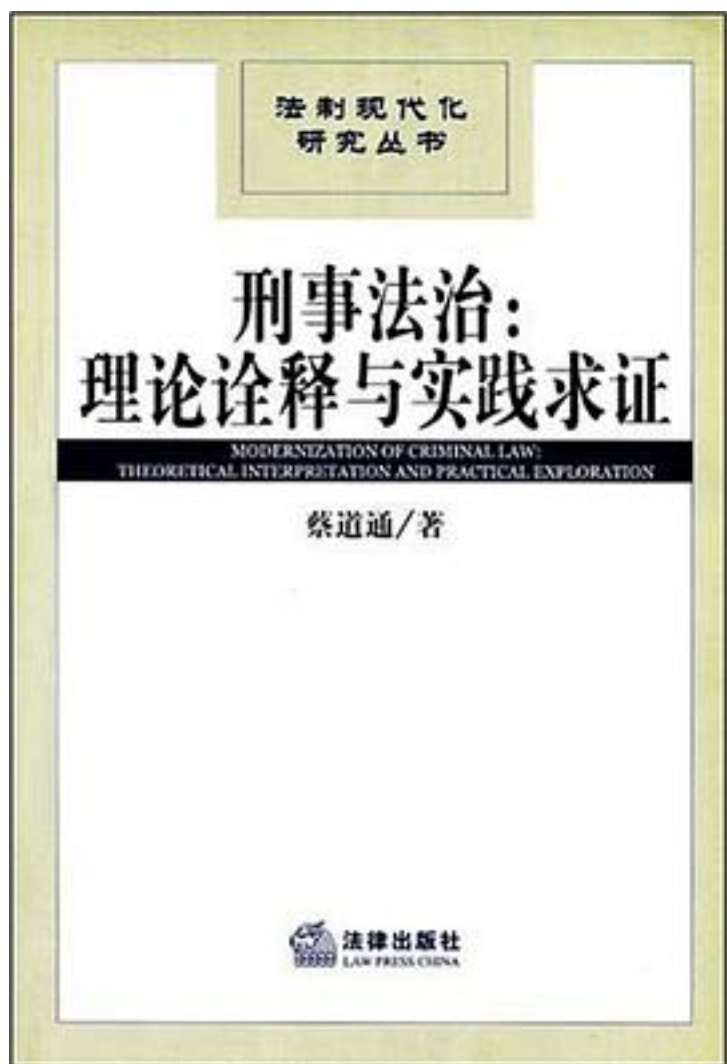 法制现代化
研究丛书
刑事法治：
理论诠释与实践求证
MODERNIZATION OF CRIMINAL LAW:
THEORETICAL INTERPRETATION AND PRACTICAL EXPLORATION
蔡道通/著
法律出版社
LAW PRESS CHINA